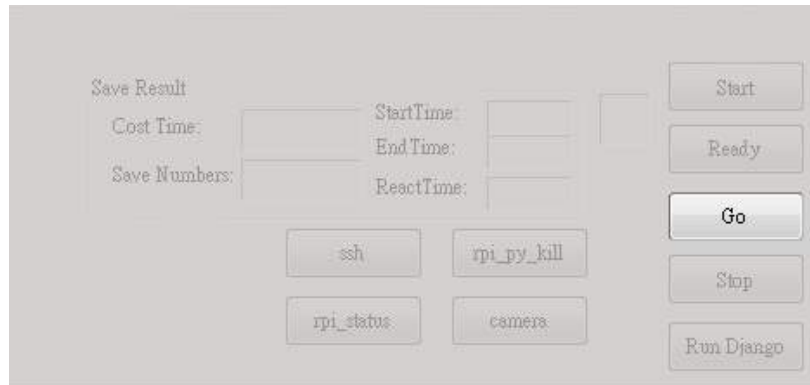 Save Result
Cost Time:
Save Numbers:
StartTime:
EndTime:
ReactTime:
Start
Ready
Go
Stop
Run Django
ssh
rpi_py_kill
rpi_status
camera